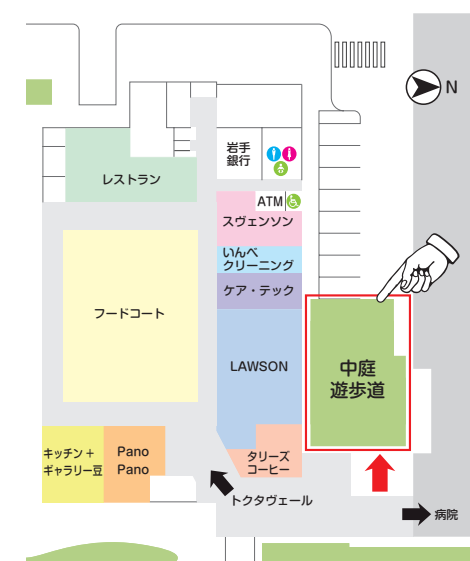 N
岩手
銀行
レストラン
ATM
スヴェンソン
いんべ
クリーニング
ケア・テック
フードコート
LAWSON
中庭
遊歩道
キッチン+
ギャラリー豆
Pano
Pano
タリーズ
コーヒー
トクタヴェール
病院